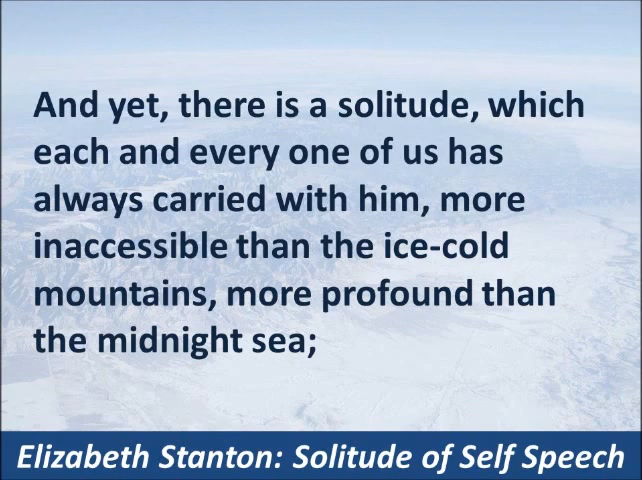 And yet, there is a solitude, which
each and every one of us has
always carried with him, more
inaccessible than the ice-cold
mountains, more profound than
the midnight sea;
Elizabeth Stanton: Solitude of Self Speech